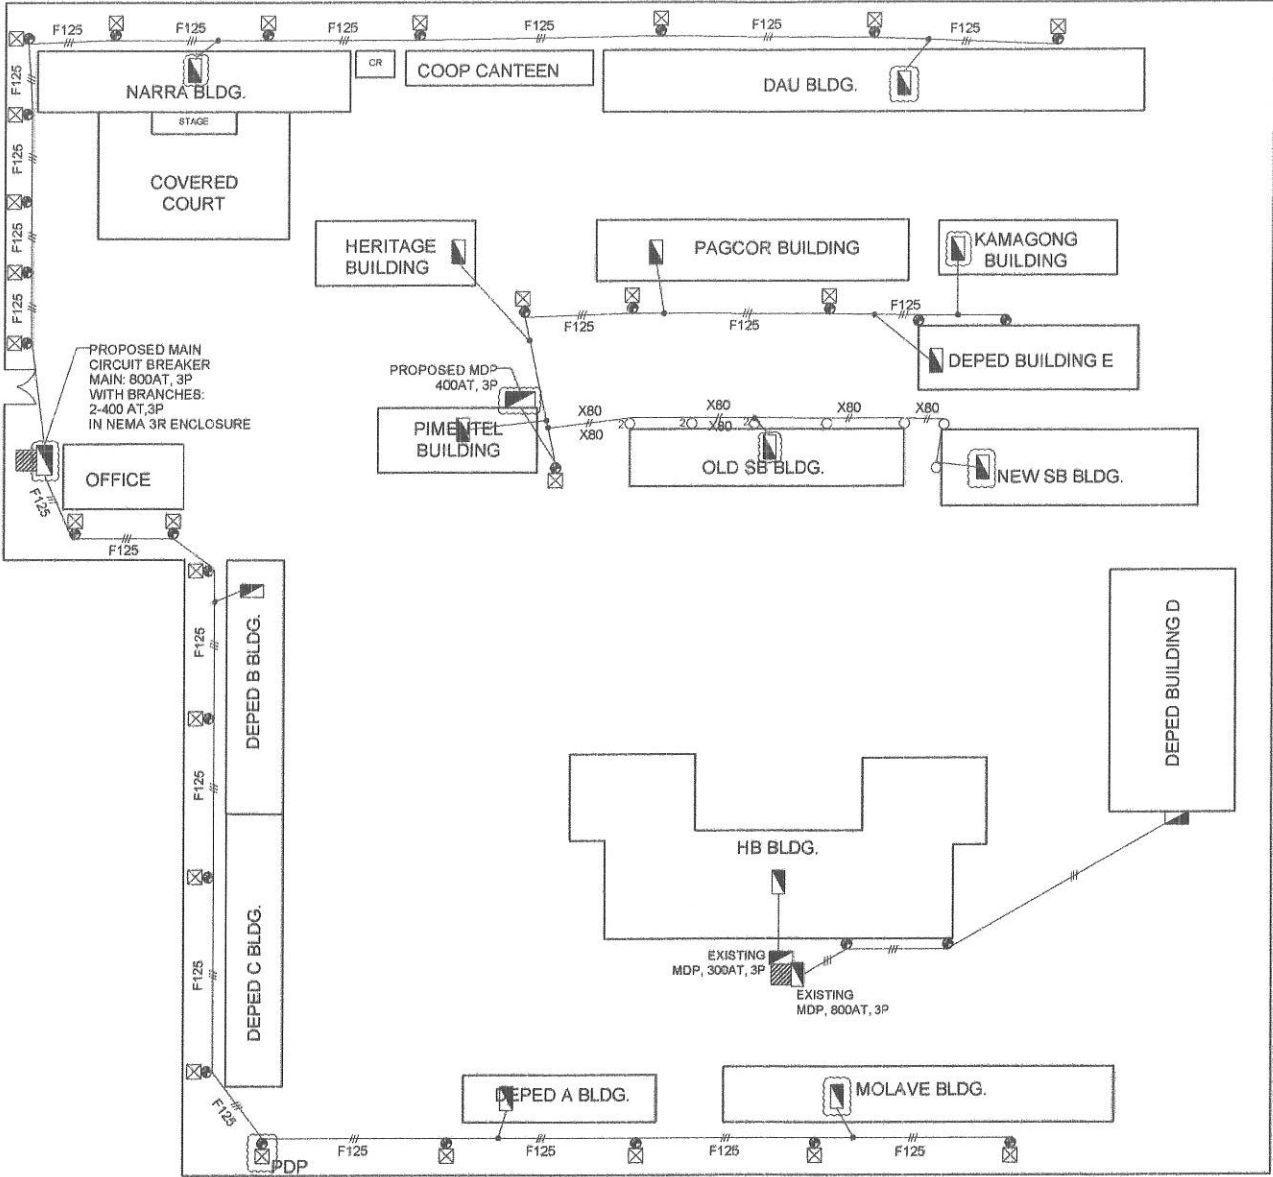 F125
F125
F125
F125
F125
F125
F125
NARRA BLDG.
CR
COOP CANTEEN
DAU BLDG.
STAGE
COVERED
COURT
F125
F125
F125
HERITAGE
BUILDING
PAGCOR BUILDING
KAMAGONG
BUILDING
F125
F125
F125
F125
DEPED BUILDING E
PROPOSED MAIN
CIRCUIT BREAKER
MAIN: 800AT, 3P
WITH BRANCHES:
2-400 AT,3P
IN NEMA 3R ENCLOSURE
PROPOSED MDP
400AT, 3P
PIMENTEL
BUILDING
X80
X80
X80
X80
X80
X80
2
2
2
OLD SB BLDG.
NEW SB BLDG.
OFFICE
F125
F125
F125
DEPED B BLDG.
DEPED BUILDING D
F125
HB BLDG.
DEPED C BLDG.
F125
EXISTING
MDP, 300AT, 3P
EXISTING
MDP, 800AT, 3P
F125
DEPED A BLDG.
MOLAVE BLDG.
F125
F125
F125
F125
PDP